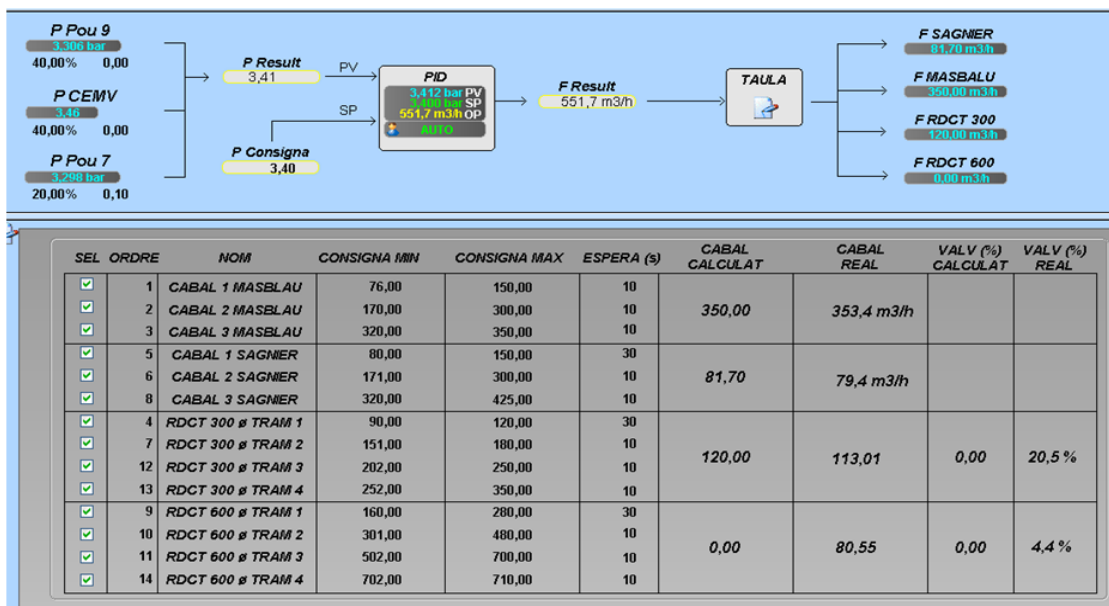 P Pou 9
3,306 bar
40,00% 0,00
P CEMV
3,46
40,00% 0,00
P Pou 7
3,298 bar
20,00% 0,10
P Result
3,41
PV
SP
P Consigna
3,40
PID
3,412 bar PV
3,400 bar SP
551,7 m3/h OP
AUTO
F Result
551,7 m3/h
TAULA
F SAGNIER
81,70 m3/h
F MASBALU
350,00 m3/h
F RDCT 300
120,00 m3/h
F RDCT 600
0,00 m3/h
SEL ORDRE NOM CONSIGNA MIN CONSIGNA MAX ESPERA (s) CABAL CALCULAT CABAL REAL VALV (%) CALCULAT VALV (%) REAL
1 CABAL 1 MASBLAU 76,00 150,00 10
2 CABAL 2 MASBLAU 170,00 300,00 10 350,00 353,4 m3/h
3 CABAL 3 MASBLAU 320,00 350,00 10
5 CABAL 1 SAGNIER 80,00 150,00 30
6 CABAL 2 SAGNIER 171,00 300,00 10 81,70 79,4 m3/h
8 CABAL 3 SAGNIER 320,00 425,00 10
4 RDCT 300 ø TRAM 1 90,00 120,00 30
7 RDCT 300 ø TRAM 2 151,00 180,00 10 120,00 113,01 0,00 20,5 %
12 RDCT 300 ø TRAM 3 202,00 250,00 10
13 RDCT 300 ø TRAM 4 252,00 350,00 10
9 RDCT 600 ø TRAM 1 160,00 280,00 30
10 RDCT 600 ø TRAM 2 301,00 480,00 10 0,00 80,55 0,00 4,4 %
11 RDCT 600 ø TRAM 3 502,00 700,00 10
14 RDCT 600 ø TRAM 4 702,00 710,00 10